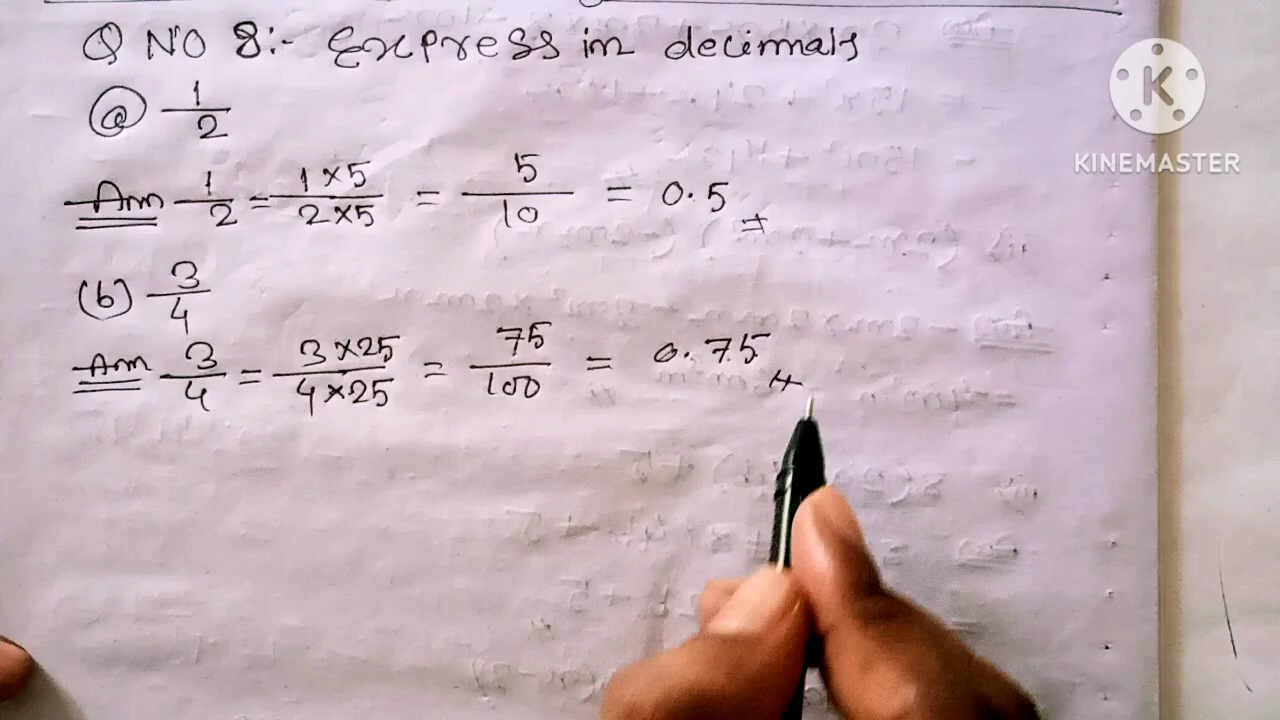 Q NO 8:- Express in decimals
(a) 1/2
Ans 1/2 = 1×5/2×5 = 5/10 = 0.5
(b) 3/4
Ans 3/4 = 3×25/4×25 = 75/100 = 0.75
K
KINEMASTER